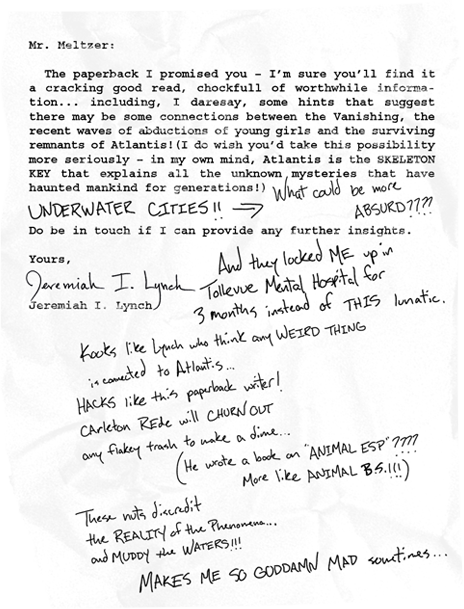 Mr. Meltzer:
The paperback I promised you – I'm sure you'll find it
a cracking good read, chockfull of worthwhile informa-
tion... including, I daresay, some hints that suggest
there may be some connections between the Vanishing, the
recent waves of abductions of young girls and the surviving
remnants of Atlantis!(I do wish you'd take this possibility
more seriously – in my own mind, Atlantis is the SKELETON
KEY that explains all the unknown mysteries that have
haunted mankind for generations!)
What could be more
ABSURD????
UNDERWATER CITIES!! →
Do be in touch if I can provide any further insights.
Yours,
Jeremiah I. Lynch
Jeremiah I. Lynch
And they locked ME up in
Tollevue Mental Hospital for
3 months instead of THIS lunatic.
Kooks like Lynch who think any WEIRD THING
is connected to Atlantis...
HACKS like this paperback writer!
Carleton REde will CHURN OUT
any flakey trash to make a dime...
(He wrote a book on "ANIMAL ESP"????
More like ANIMAL B.S.!!!)
These nuts discredit
the REALITY of the Phenomena...
and MUDDY the WATERS!!!
MAKES ME SO GODDAMN MAD sometimes...